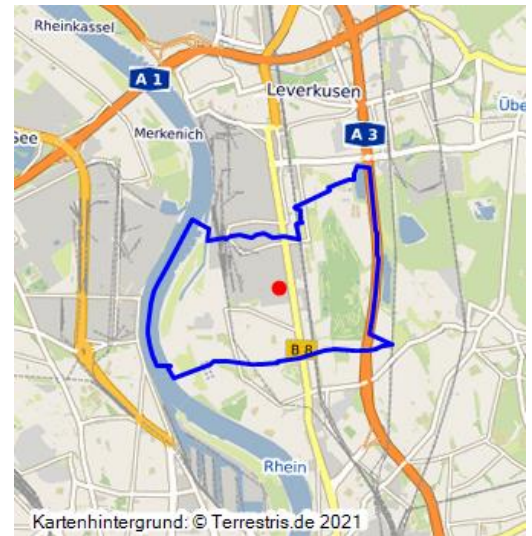 Rheinkassel
A 1
Leverkusen
Merkenich
A 3
See
Übe
B 8
Rhein
Kartenhintergrund: © Terrestris.de 2021